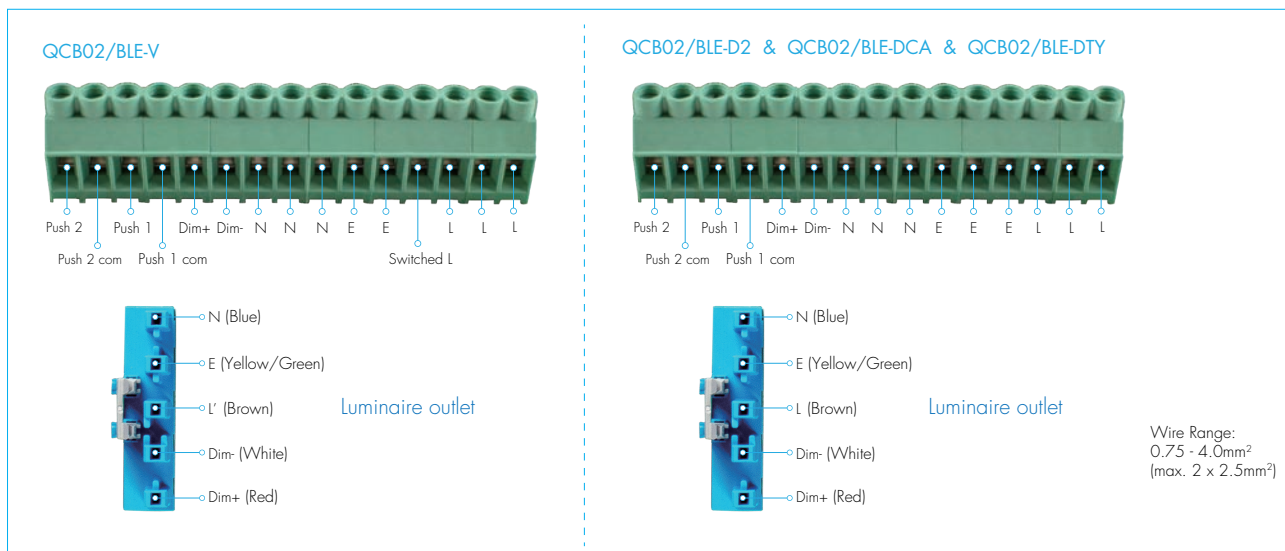 QCB02/BLE-V
Push 2 Push 1 Dim+ Dim- N N N E E L L L
Push 2 com Push 1 com Switched L
N (Blue)
E (Yellow/Green)
L' (Brown)
Luminaire outlet
Dim- (White)
Dim+ (Red)
QCB02/BLE-D2 & QCB02/BLE-DCA & QCB02/BLE-DTY
Push 2 Push 1 Dim+ Dim- N N N E E E L L L
Push 2 com Push 1 com
N (Blue)
E (Yellow/Green)
L (Brown)
Luminaire outlet
Dim- (White)
Dim+ (Red)
Wire Range:
0.75 - 4.0mm²
(max. 2 x 2.5mm²)